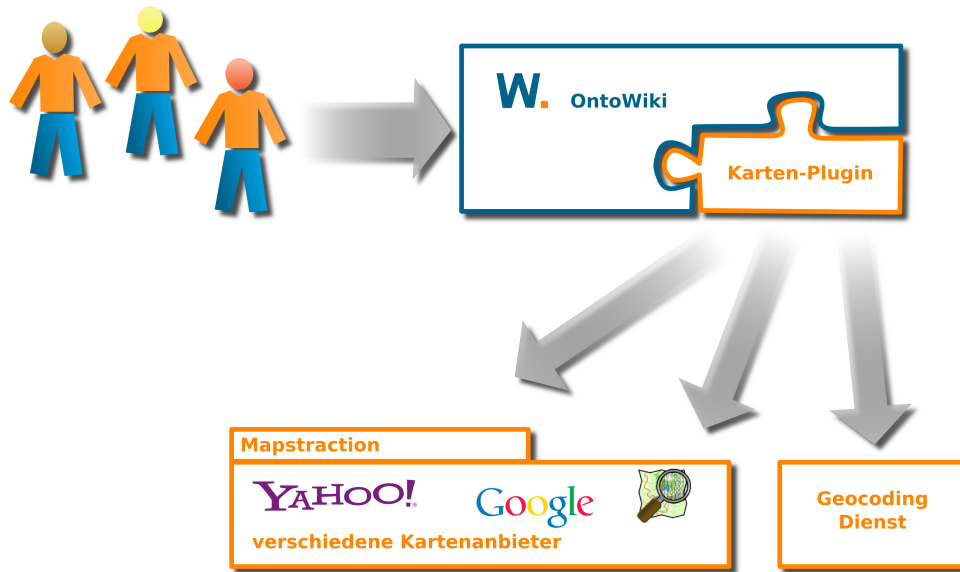 W. OntoWiki
Karten-Plugin
Mapstraction
YAHOO! Google
verschiedene Kartenanbieter
Geocoding
Dienst